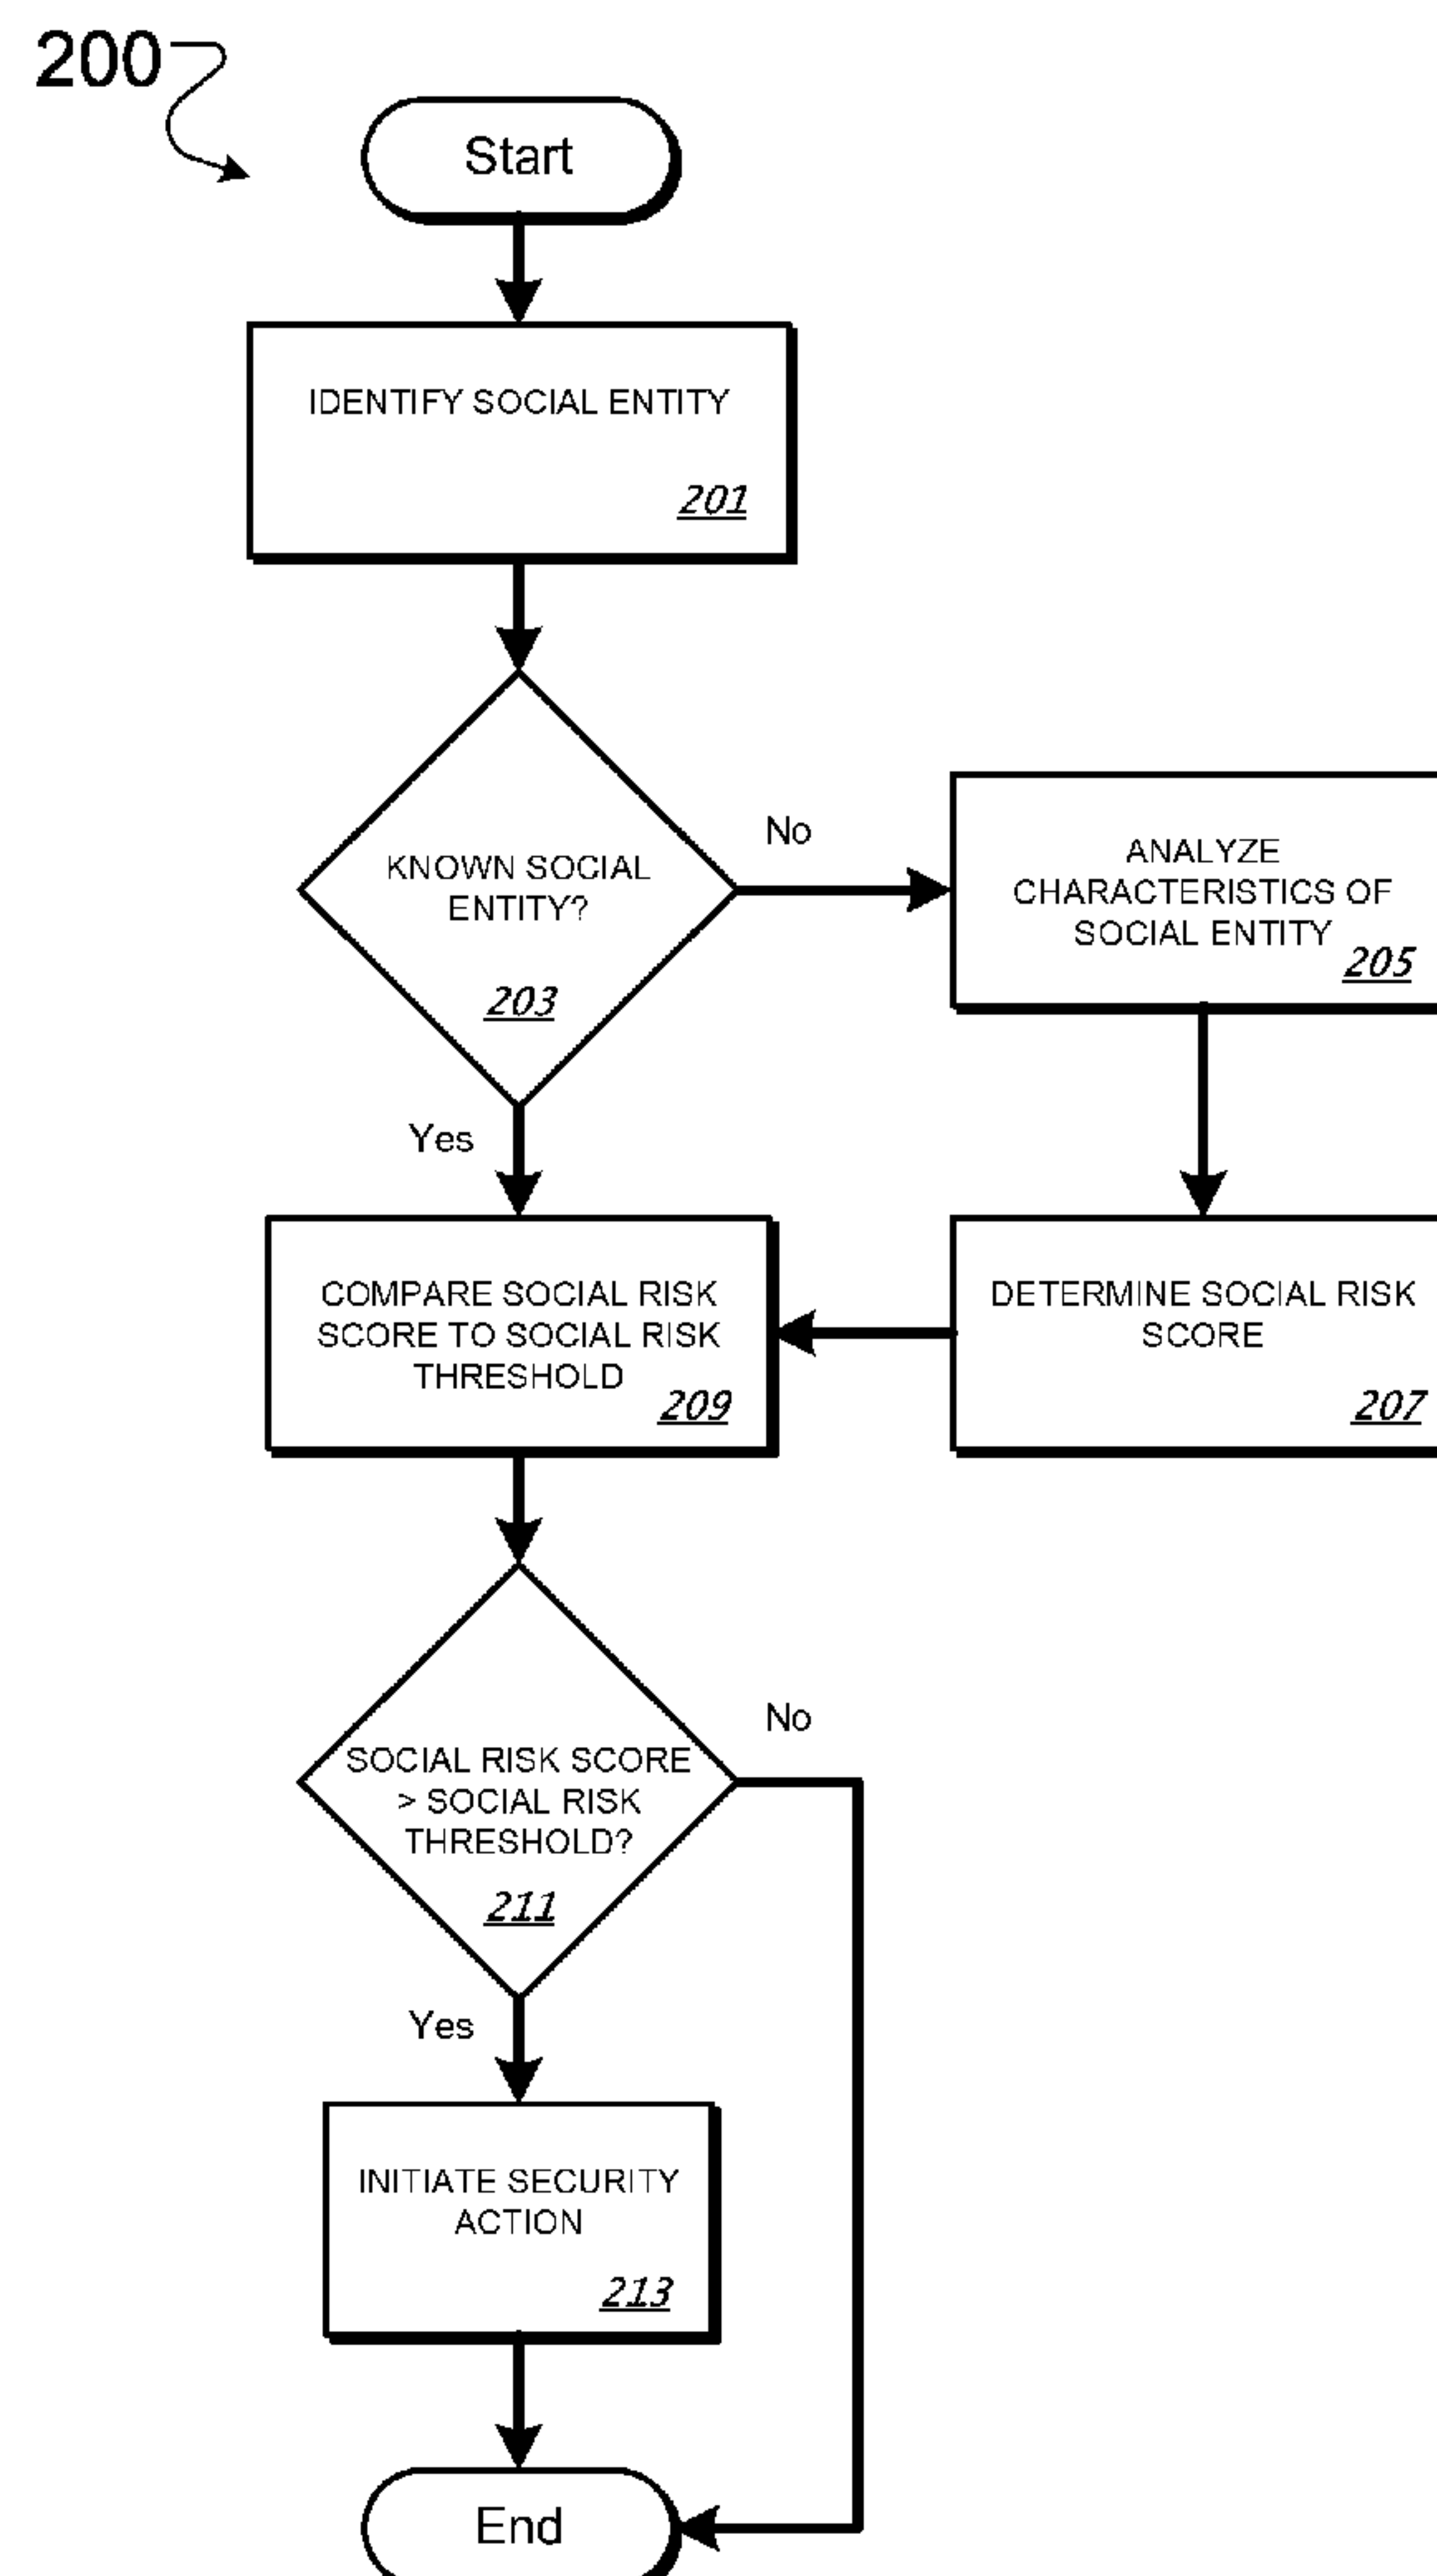 200
Start
IDENTIFY SOCIAL ENTITY
201
KNOWN SOCIAL
ENTITY?
203
No
Yes
ANALYZE
CHARACTERISTICS OF
SOCIAL ENTITY
205
COMPARE SOCIAL RISK
SCORE TO SOCIAL RISK
THRESHOLD
209
DETERMINE SOCIAL RISK
SCORE
207
SOCIAL RISK SCORE
> SOCIAL RISK
THRESHOLD?
211
No
Yes
INITIATE SECURITY
ACTION
213
End